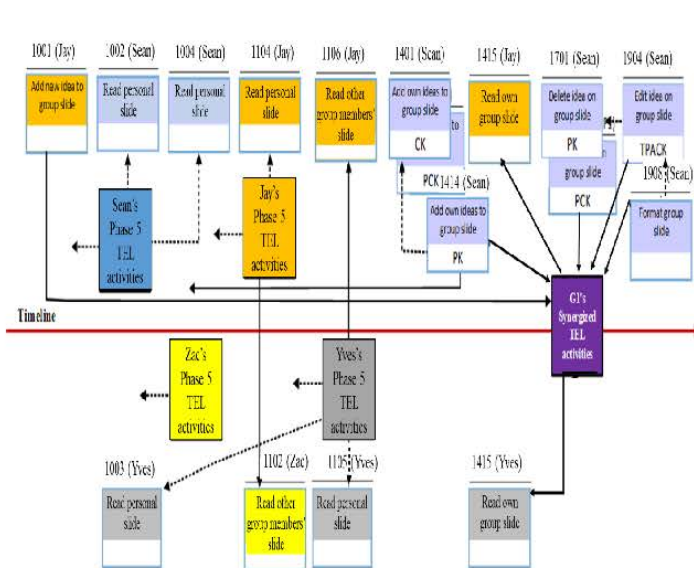 1001 (Jay)
1002 (Sean)
1004 (Sean)
1104 (Jay)
1106 (Jay)
1401 (Sean)
1415 (Jay)
1701 (Sean)
1904 (Sean)
Add new idea to
group slide
Read personal
slide
Read personal
slide
Read personal
slide
Read other
group members'
slide
Add own ideas to
group slide
CK
to
PCK
Read own
group slide
Delete idea on
group slide
PK
group slide
PCK
Edit idea on
group slide
TPACK
1414 (Sean)
Add own ideas to
group slide
PK
1908 (Sean)
Format group
slide
Sean's
Phase 5
TEL
activities
Jay's
Phase 5
TEL
activities
G1's
Synergized
TEL
activities
Timeline
Zac's
Phase 5
TEL
activities
Yves's
Phase 5
TEL
activities
1003 (Yves)
1102 (Zac)
1105 (Yves)
1415 (Yves)
Read personal
slide
Read other
group members'
slide
Read personal
slide
Read own
group slide